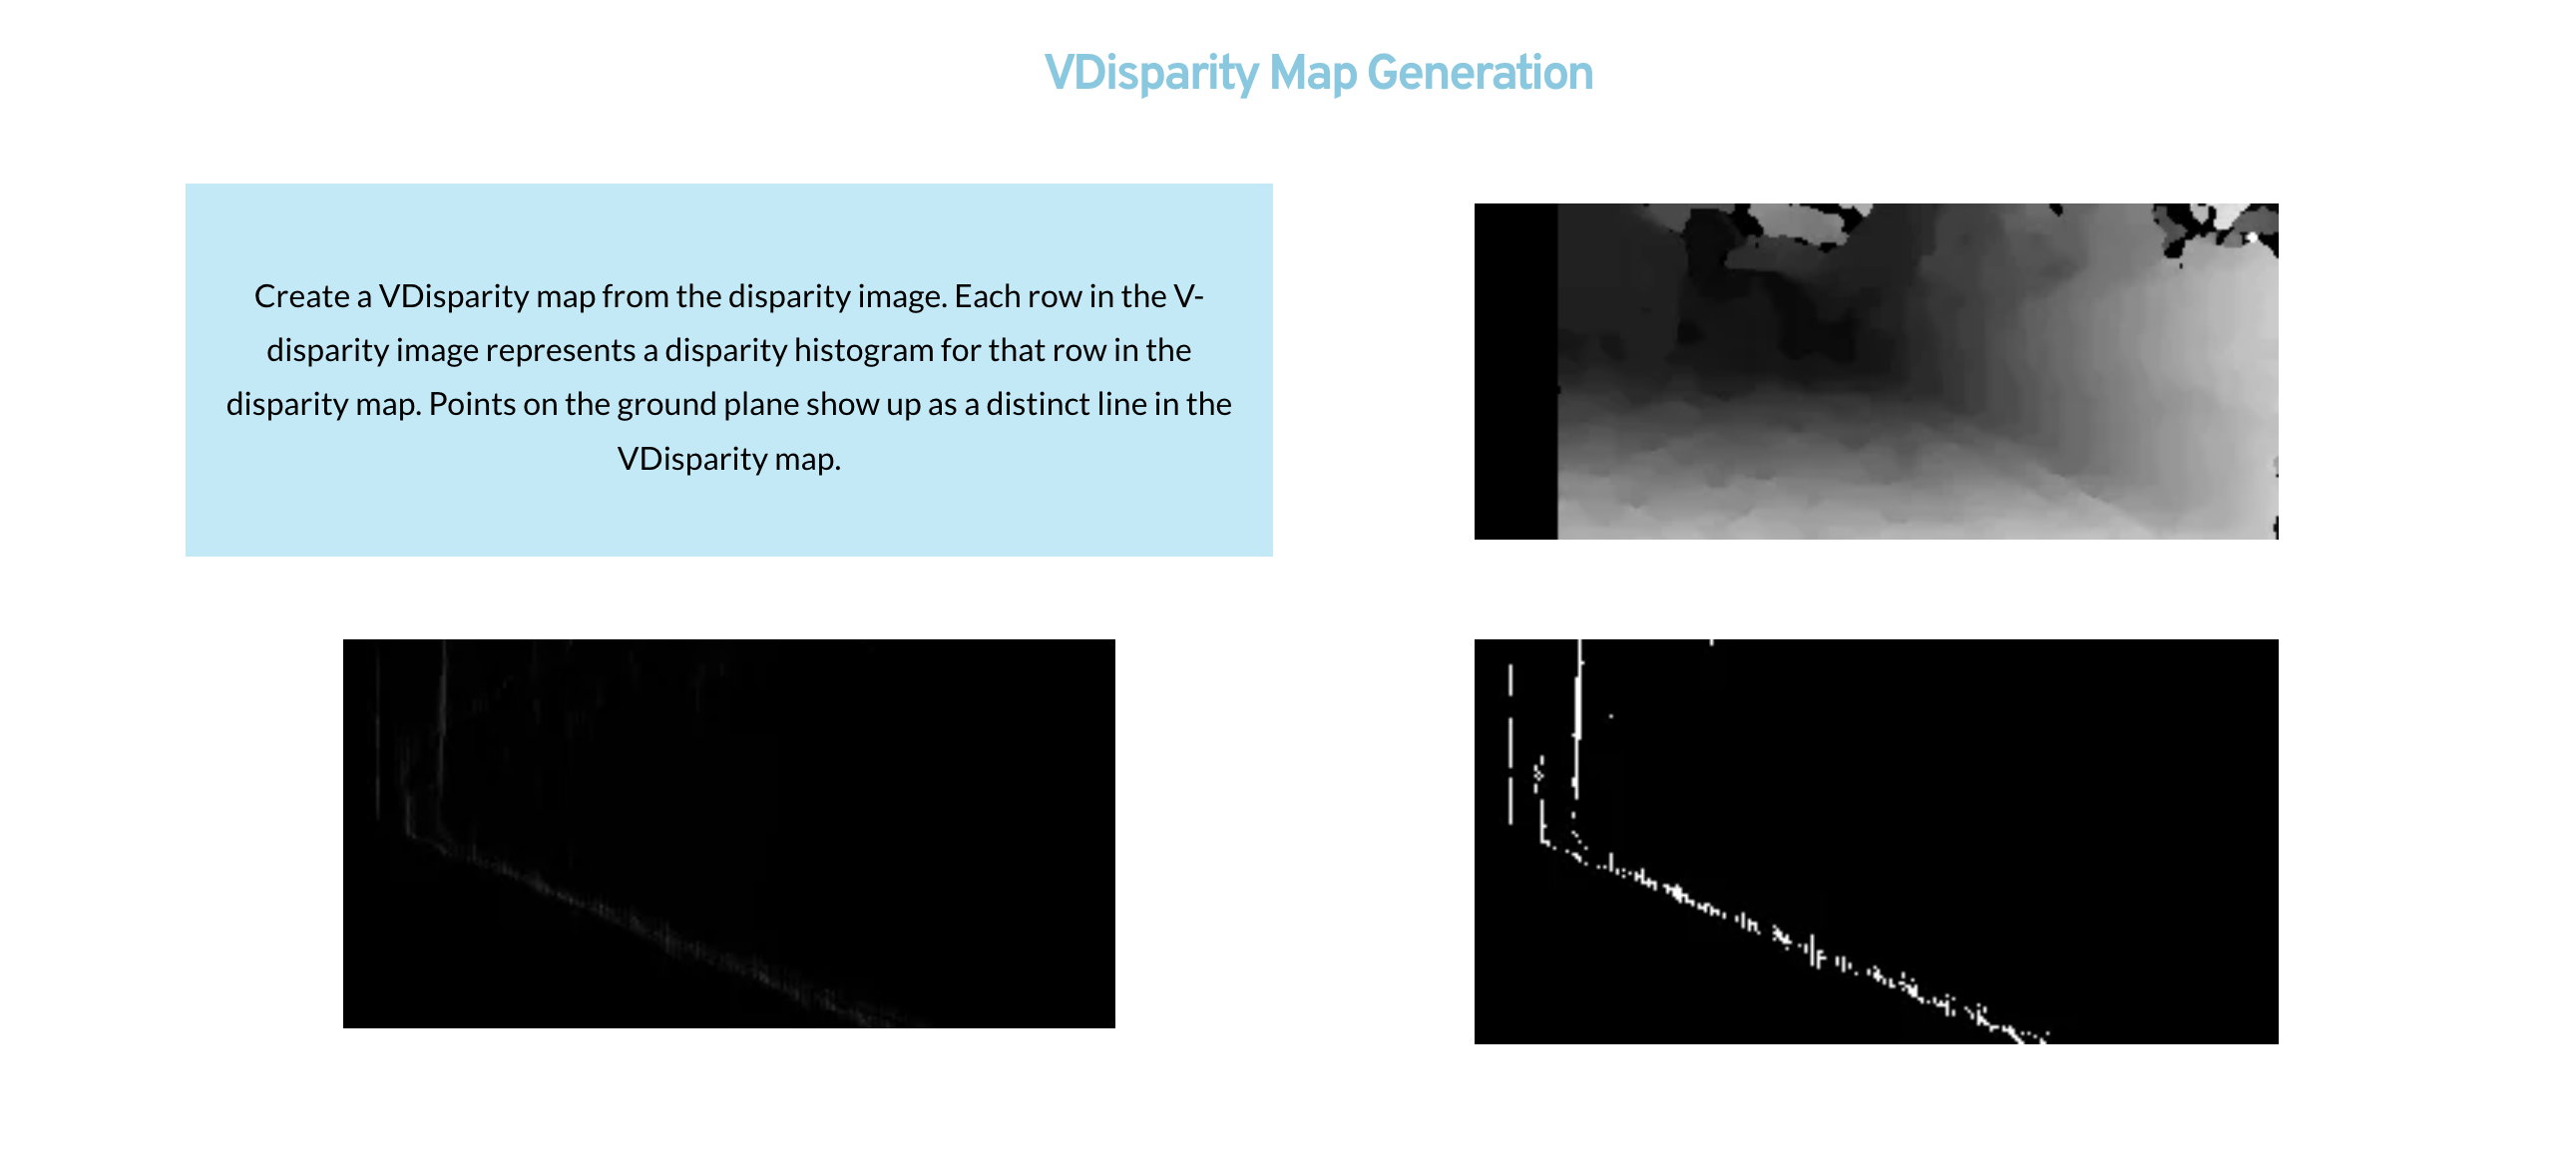 VDisparity Map Generation
Create a VDisparity map from the disparity image. Each row in the V-
disparity image represents a disparity histogram for that row in the
disparity map. Points on the ground plane show up as a distinct line in the
VDisparity map.